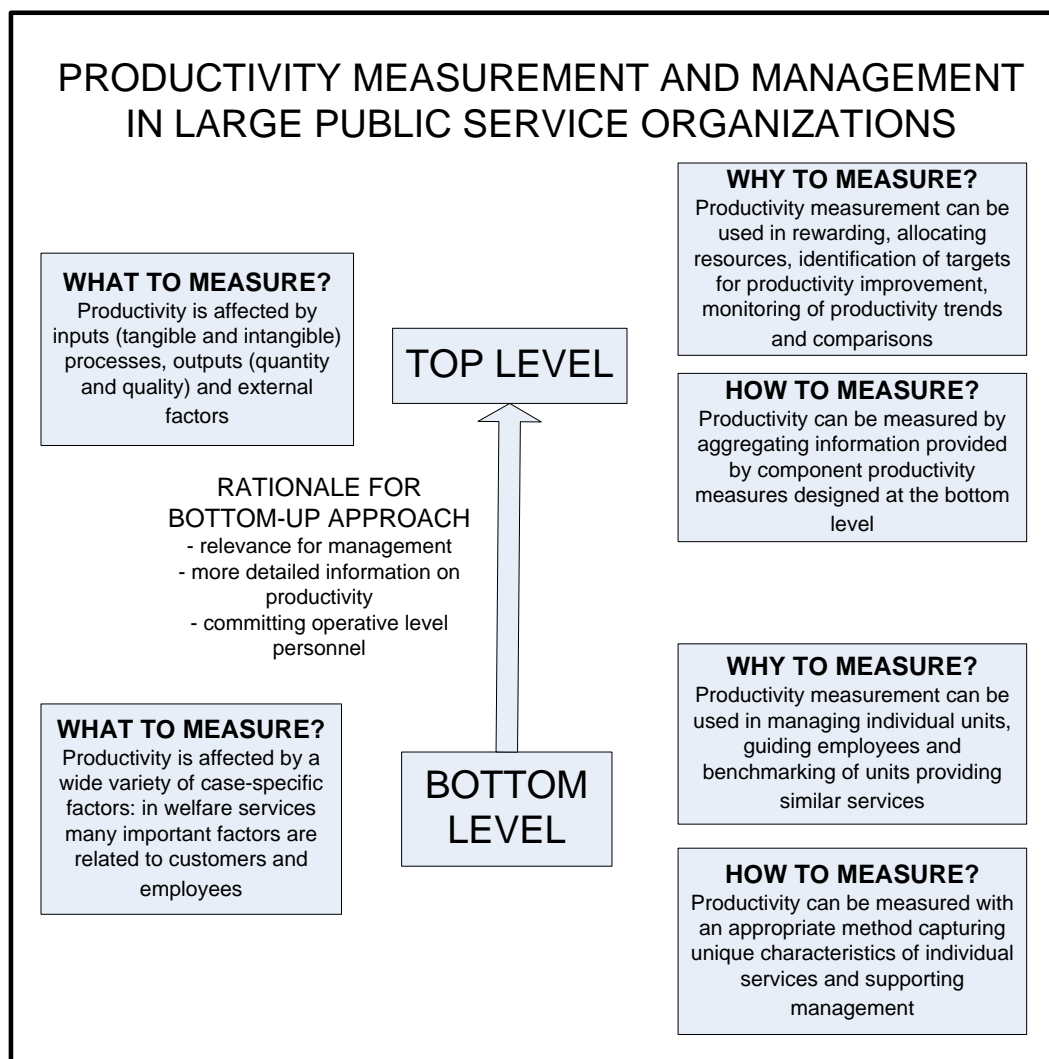 PRODUCTIVITY MEASUREMENT AND MANAGEMENT
IN LARGE PUBLIC SERVICE ORGANIZATIONS
WHY TO MEASURE?
Productivity measurement can be
used in rewarding, allocating
resources, identification of targets
for productivity improvement,
monitoring of productivity trends
and comparisons
WHAT TO MEASURE?
Productivity is affected by
inputs (tangible and intangible)
processes, outputs (quantity
and quality) and external
factors
TOP LEVEL
HOW TO MEASURE?
Productivity can be measured by
aggregating information provided
by component productivity
measures designed at the bottom
level
RATIONALE FOR
BOTTOM-UP APPROACH
- relevance for management
- more detailed information on
productivity
- committing operative level
personnel
WHY TO MEASURE?
Productivity measurement can be
used in managing individual units,
guiding employees and
benchmarking of units providing
similar services
WHAT TO MEASURE?
Productivity is affected by a
wide variety of case-specific
factors: in welfare services
many important factors are
related to customers and
employees
BOTTOM
LEVEL
HOW TO MEASURE?
Productivity can be measured with
an appropriate method capturing
unique characteristics of individual
services and supporting
management